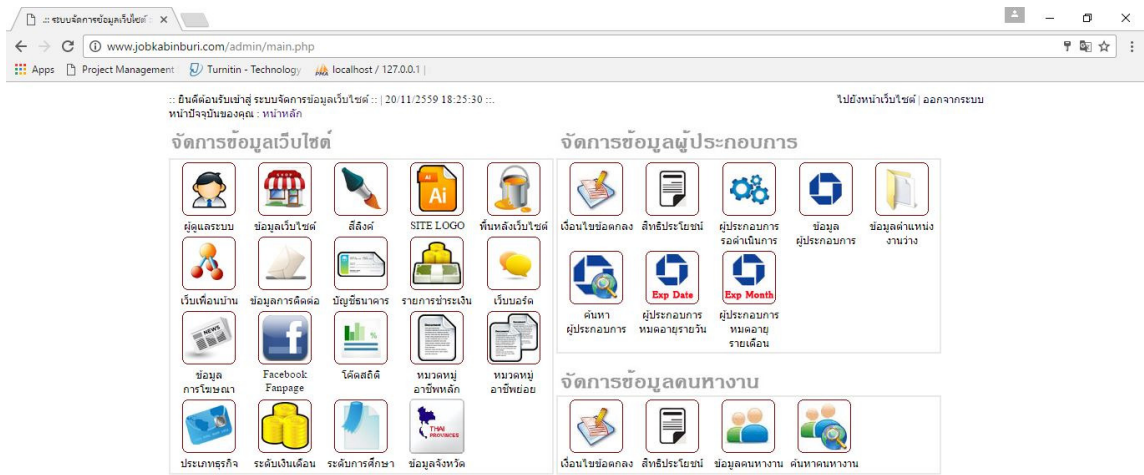 .:: ระบบจัดการข้อมูลเว็บไซต์ ::
www.jobkabinburi.com/admin/main.php
Apps Project Management Turnitin - Technology localhost / 127.0.0.1 |
:: ยินดีต้อนรับเข้าสู่ ระบบจัดการข้อมูลเว็บไซต์ :: | 20/11/2559 18:25:30 ::. ไปยังหน้าเว็บไซต์ | ออกจากระบบ
หน้าปัจจุบันของคุณ : หน้าหลัก
จัดการข้อมูลเว็บไซต์
Ai
Ai
ผู้ดูแลระบบ ข้อมูลเว็บไซต์ สีลิงค์ SITE LOGO พื้นหลังเว็บไซต์
เว็บเพื่อนบ้าน ข้อมูลการติดต่อ บัญชีธนาคาร รายการชำระเงิน เว็บบอร์ด
NEWS
f
%
ข้อมูล Facebook โค๊ดสถิติ หมวดหมู่ หมวดหมู่
การโฆษณา Fanpage อาชีพหลัก อาชีพย่อย
THAI
PROVINCES
ประเภทธุรกิจ ระดับเงินเดือน ระดับการศึกษา ข้อมูลจังหวัด
จัดการข้อมูลผู้ประกอบการ
เงื่อนไขข้อตกลง สิทธิประโยชน์ ผู้ประกอบการ ข้อมูล ข้อมูลตำแหน่ง
รอดำเนินการ ผู้ประกอบการ งานว่าง
Exp Date Exp Month
ค้นหา ผู้ประกอบการ ผู้ประกอบการ
ผู้ประกอบการ หมดอายุรายวัน หมดอายุ
รายเดือน
จัดการข้อมูลคนหางาน
เงื่อนไขข้อตกลง สิทธิประโยชน์ ข้อมูลคนหางาน ค้นหาคนหางาน